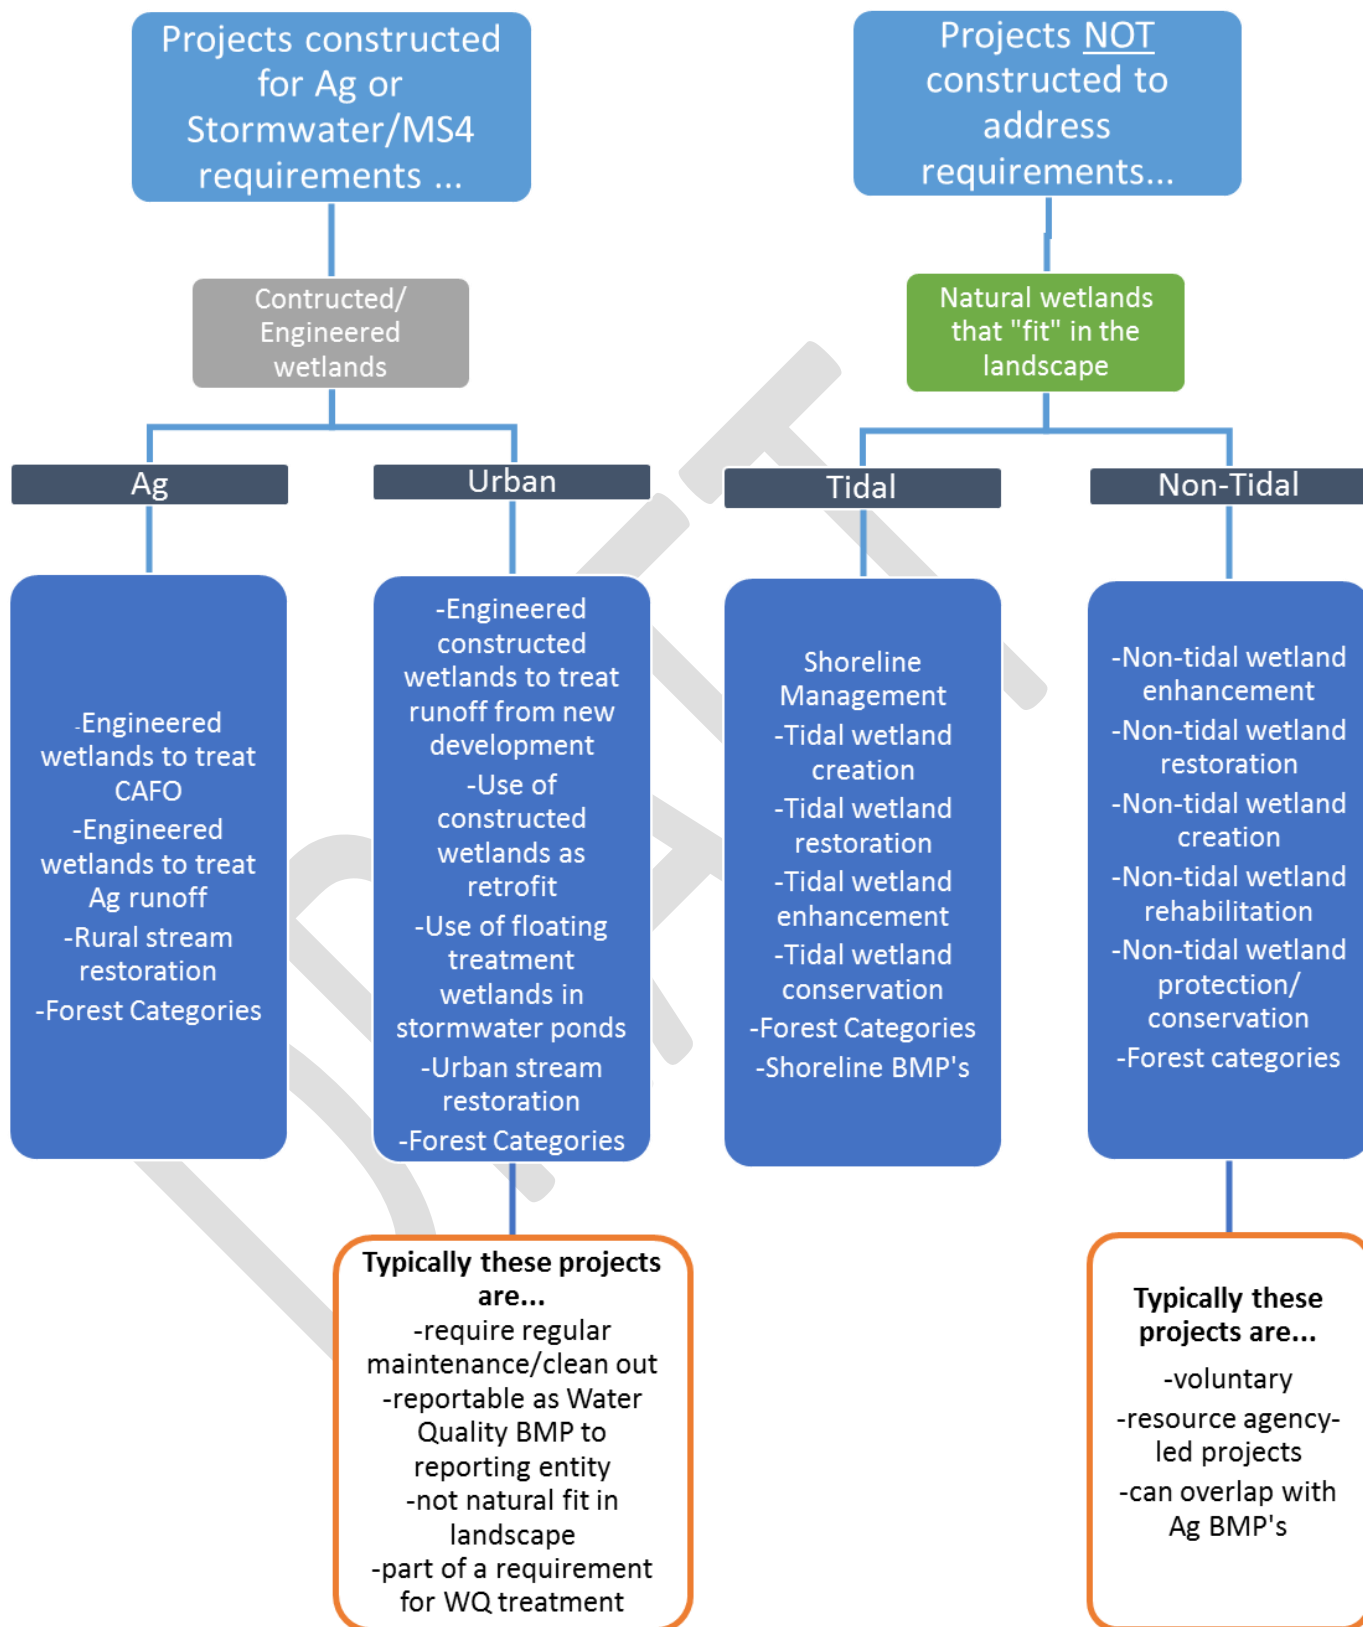 Projects constructed
for Ag or
Stormwater/MS4
requirements ...
Projects NOT
constructed to
address
requirements...
Contructed/
Engineered
wetlands
Natural wetlands
that "fit" in the
landscape
Ag
Urban
Tidal
Non-Tidal
-Engineered
wetlands to treat
CAFO
-Engineered
wetlands to treat
Ag runoff
-Rural stream
restoration
-Forest Categories
-Engineered
constructed
wetlands to treat
runoff from new
development
-Use of
constructed
wetlands as
retrofit
-Use of floating
treatment
wetlands in
stormwater ponds
-Urban stream
restoration
-Forest Categories
Shoreline
Management
-Tidal wetland
creation
-Tidal wetland
restoration
-Tidal wetland
enhancement
-Tidal wetland
conservation
-Forest Categories
-Shoreline BMP's
-Non-tidal wetland
enhancement
-Non-tidal wetland
restoration
-Non-tidal wetland
creation
-Non-tidal wetland
rehabilitation
-Non-tidal wetland
protection/
conservation
-Forest categories
Typically these projects
are...
-require regular
maintenance/clean out
-reportable as Water
Quality BMP to
reporting entity
-not natural fit in
landscape
-part of a requirement
for WQ treatment
Typically these
projects are...
-voluntary
-resource agency-
led projects
-can overlap with
Ag BMP's
DRAFT